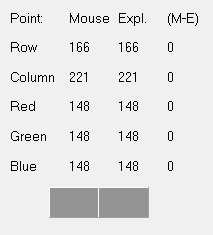 Point: Mouse Expl. (M-E)
Row 166 166 0
Column 221 221 0
Red 148 148 0
Green 148 148 0
Blue 148 148 0